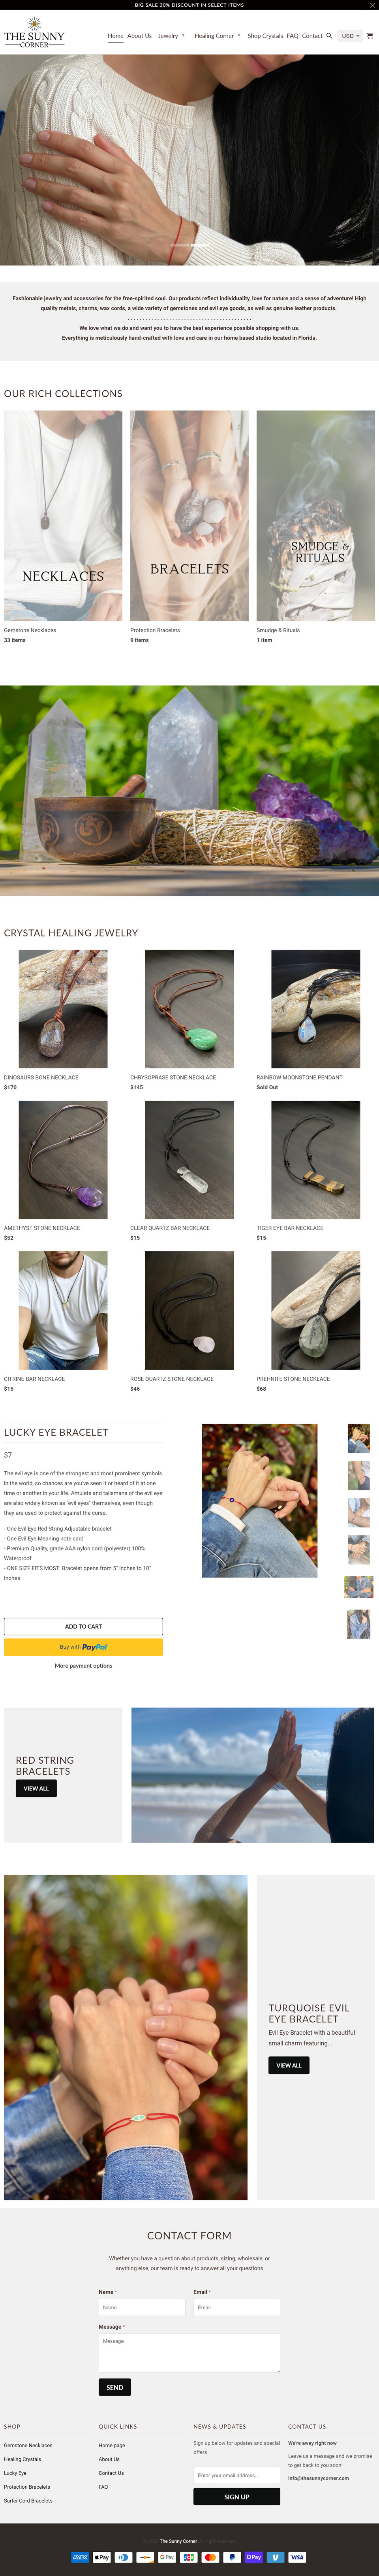 BIG SALE 30% DISCOUNT IN SELECT ITEMS
THE SUNNY
CORNER
Home About Us Jewelry Healing Corner Shop Crystals FAQ Contact USD
Fashionable jewelry and accessories for the free-spirited soul. Our products reflect individuality, love for nature and a sense of adventure! High
quality metals, charms, wax cords, a wide variety of gemstones and evil eye goods, as well as genuine leather products.
We love what we do and want you to have the best experience possible shopping with us.
Everything is meticulously hand-crafted with love and care in our home based studio located in Florida.
OUR RICH COLLECTIONS
NECKLACES
BRACELETS
SMUDGE &
RITUALS
Gemstone Necklaces
33 items
Protection Bracelets
9 items
Smudge & Rituals
1 item
CRYSTAL HEALING JEWELRY
DINOSAURS BONE NECKLACE
$170
CHRYSOPRASE STONE NECKLACE
$145
RAINBOW MOONSTONE PENDANT
Sold Out
AMETHYST STONE NECKLACE
$52
CLEAR QUARTZ BAR NECKLACE
$15
TIGER EYE BAR NECKLACE
$15
CITRINE BAR NECKLACE
$15
ROSE QUARTZ STONE NECKLACE
$46
PREHNITE STONE NECKLACE
$68
LUCKY EYE BRACELET
$7
The evil eye is one of the strongest and most prominent symbols
in the world, so chances are you've seen it or heard of it at one
time or another in your life. Amulets and talismans of the evil eye
are also widely known as "evil eyes" themselves, even though
they are used to protect against the curse.
- One Evil Eye Red String Adjustable bracelet
- One Evil Eye Meaning note card
- Premium Quality, grade AAA nylon cord (polyester) 100%
Waterproof
- ONE SIZE FITS MOST: Bracelet opens from 5" inches to 10"
Inches
ADD TO CART
Buy with PayPal
More payment options
RED STRING
BRACELETS
VIEW ALL
TURQUOISE EVIL
EYE BRACELET
Evil Eye Bracelet with a beautiful
small charm featuring...
VIEW ALL
CONTACT FORM
Whether you have a question about products, sizing, wholesale, or
anything else, our team is ready to answer all your questions
Name *
Email *
Name
Email
Message *
Message
SEND
SHOP
Gemstone Necklaces
Healing Crystals
Lucky Eye
Protection Bracelets
Surfer Cord Bracelets
QUICK LINKS
Home page
About Us
Contact Us
FAQ
NEWS & UPDATES
Sign up below for updates and special
offers
Enter your email address...
SIGN UP
CONTACT US
We're away right now
Leave us a message and we promise
to get back to you soon!
info@thesunnycorner.com
The Sunny Corner